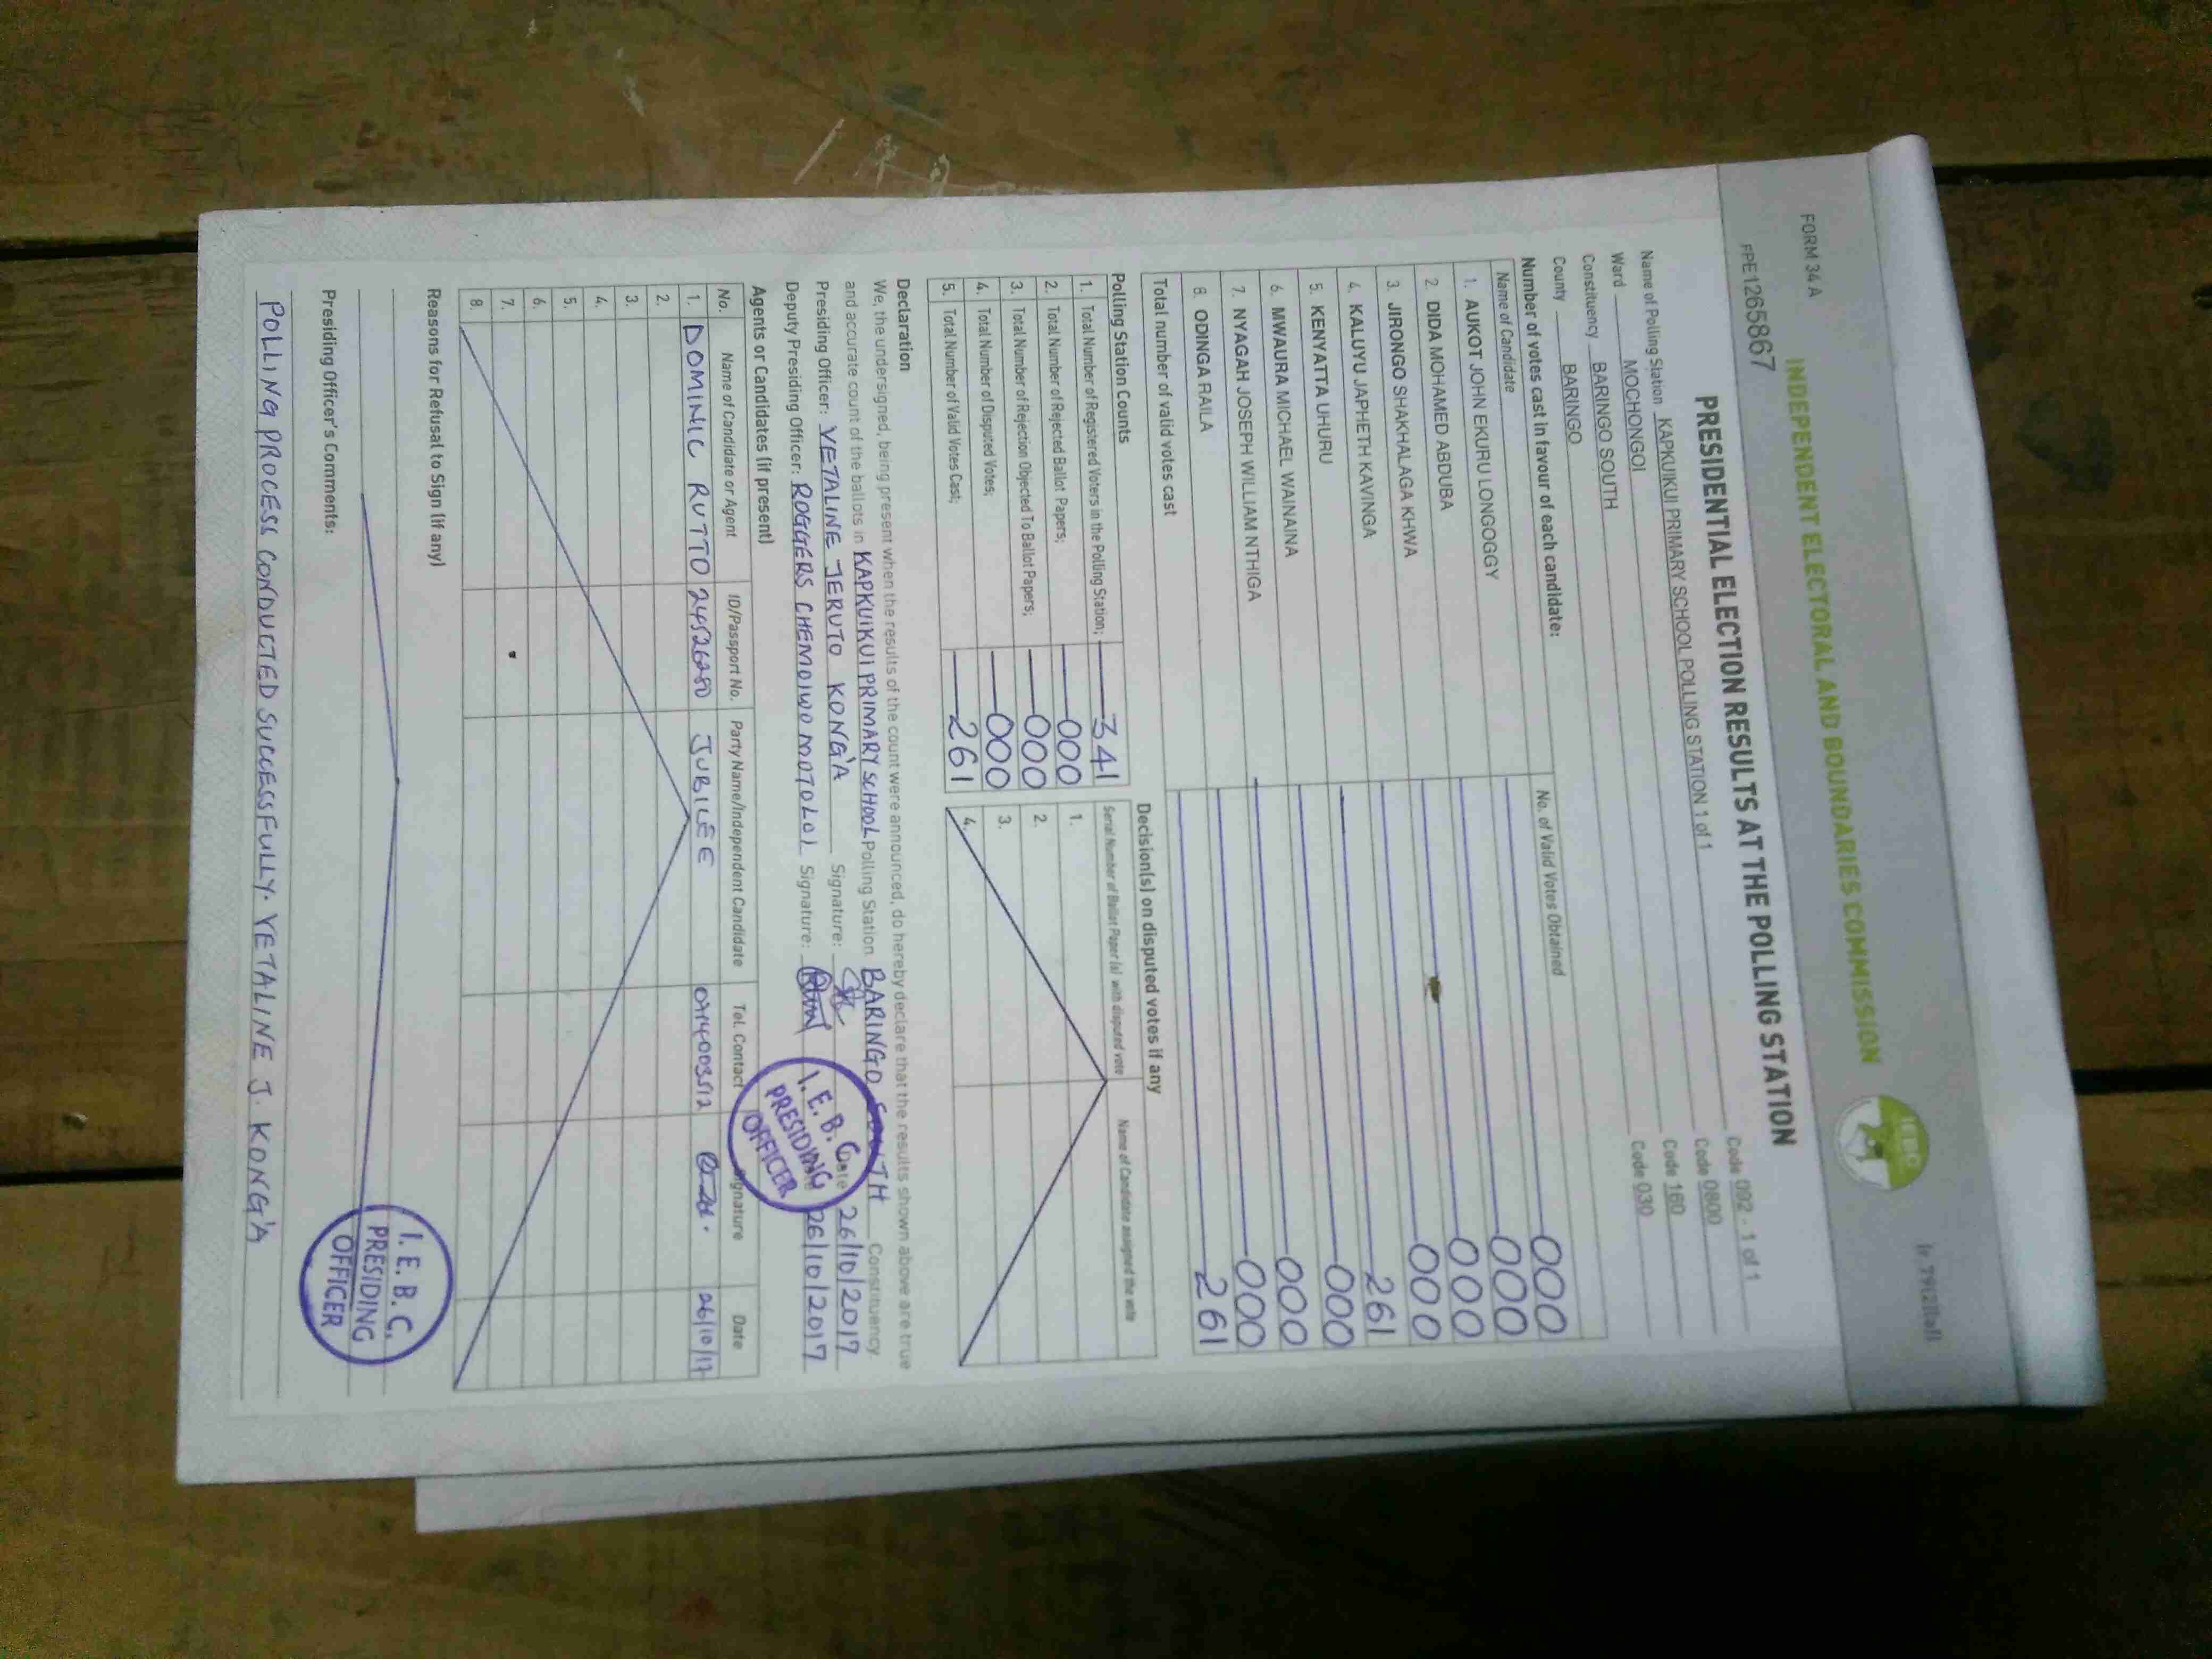 FORM 34 A
INDEPENDENT ELECTORAL AND BOUNDARIES COMMISSION
IEBC
FPE1265867
PRESIDENTIAL ELECTION RESULTS AT THE POLLING STATION
Name of Polling Station KAPKUIKUI PRIMARY SCHOOL POLLING STATION 1 of 1 Code 092 - 1 of 1
Ward MOCHONGOI Code 0800
Constituency BARINGO SOUTH Code 160
County BARINGO Code 030
Number of votes cast in favour of each candidate:
Name of Candidate No. of Valid Votes Obtained
1. AUKOT JOHN EKURU LONGOGGY 000
2. DIDA MOHAMED ABDUBA 000
3. JIRONGO SHAKHALAGA KHWA 000
4. KALUYU JAPHETH KAVINGA 000
5. KENYATTA UHURU 261
6. MWAURA MICHAEL WAINAINA 000
7. NYAGAH JOSEPH WILLIAM NTHIGA 000
8. ODINGA RAILA 000
Total number of valid votes cast 261
Polling Station Counts
1. Total Number of Registered Voters in the Polling Station; 341
2. Total Number of Rejected Ballot Papers; 000
3. Total Number of Rejection Objected To Ballot Papers; 000
4. Total Number of Disputed Votes; 000
5. Total Number of Valid Votes Cast; 261
Decision(s) on disputed votes if any
Serial Number of Ballot Paper (s) with disputed vote Name of Candidate assigned the vote
1.
2.
3.
4.
Declaration
We, the undersigned, being present when the results of the count were announced, do hereby declare that the results shown above are true
and accurate count of the ballots in KAPKUIKUI PRIMARY SCHOOL Polling Station BARINGO SOUTH Constituency
Presiding Officer: YETALINE JERUTO KONG'A Signature: Date 26/10/2017
Deputy Presiding Officer: ROGGERS CHEMOIWO MOTOLOI Signature: 26/10/2017
I. E. B. C.
PRESIDING
OFFICER
Agents or Candidates (if present)
No. Name of Candidate or Agent ID/Passport No. Party Name/Independent Candidate Tel. Contact Signature Date
1. DOMINIC RUTTO 24526280 JUBILEE 0714003512 26/10/17
2.
3.
4.
5.
6.
7.
8.
Reasons for Refusal to Sign (if any)
I. E. B. C.
PRESIDING
OFFICER
Presiding Officer's Comments:
POLLING PROCESS CONDUCTED SUCCESSFULLY. YETALINE J. KONG'A